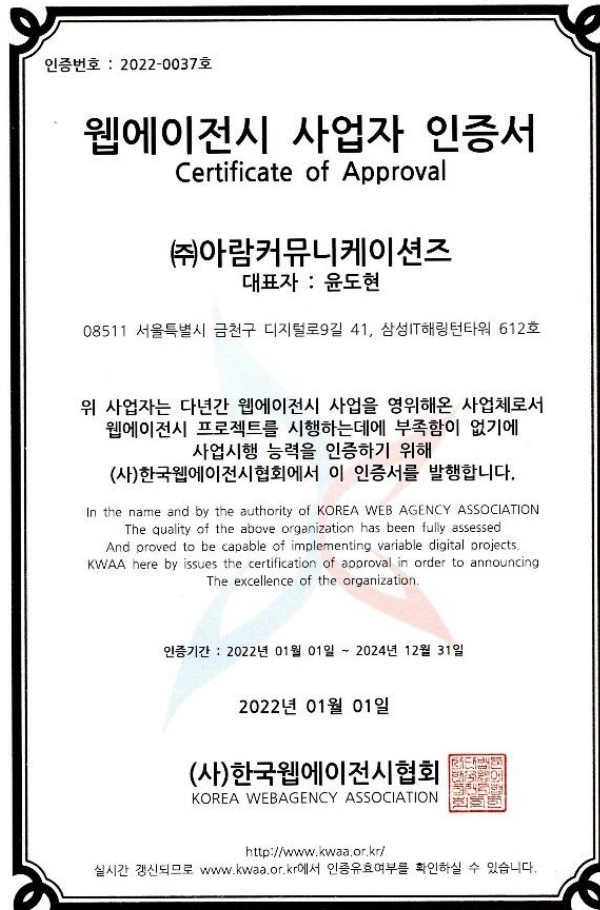 인증번호 : 2022-0037호
웹에이전시 사업자 인증서
Certificate of Approval
㈜아람커뮤니케이션즈
대표자 : 윤도현
08511 서울특별시 금천구 디지털로9길 41, 삼성IT해링턴타워 612호
위 사업자는 다년간 웹에이전시 사업을 영위해온 사업체로서
웹에이전시 프로젝트를 시행하는데에 부족함이 없기에
사업시행 능력을 인증하기 위해
(사)한국웹에이전시협회에서 이 인증서를 발행합니다.
In the name and by the authority of KOREA WEB AGENCY ASSOCIATION
The quality of the above organization has been fully assessed
And proved to be capable of implementing variable digital projects.
KWAA here by issues the certification of approval in order to announcing
The excellence of the organization.
인증기간 : 2022년 01월 01일 ~ 2024년 12월 31일
2022년 01월 01일
(사)한국웹에이전시협회
KOREA WEBAGENCY ASSOCIATION
http://www.kwaa.or.kr/
실시간 갱신되므로 www.kwaa.or.kr에서 인증유효여부를 확인하실 수 있습니다.